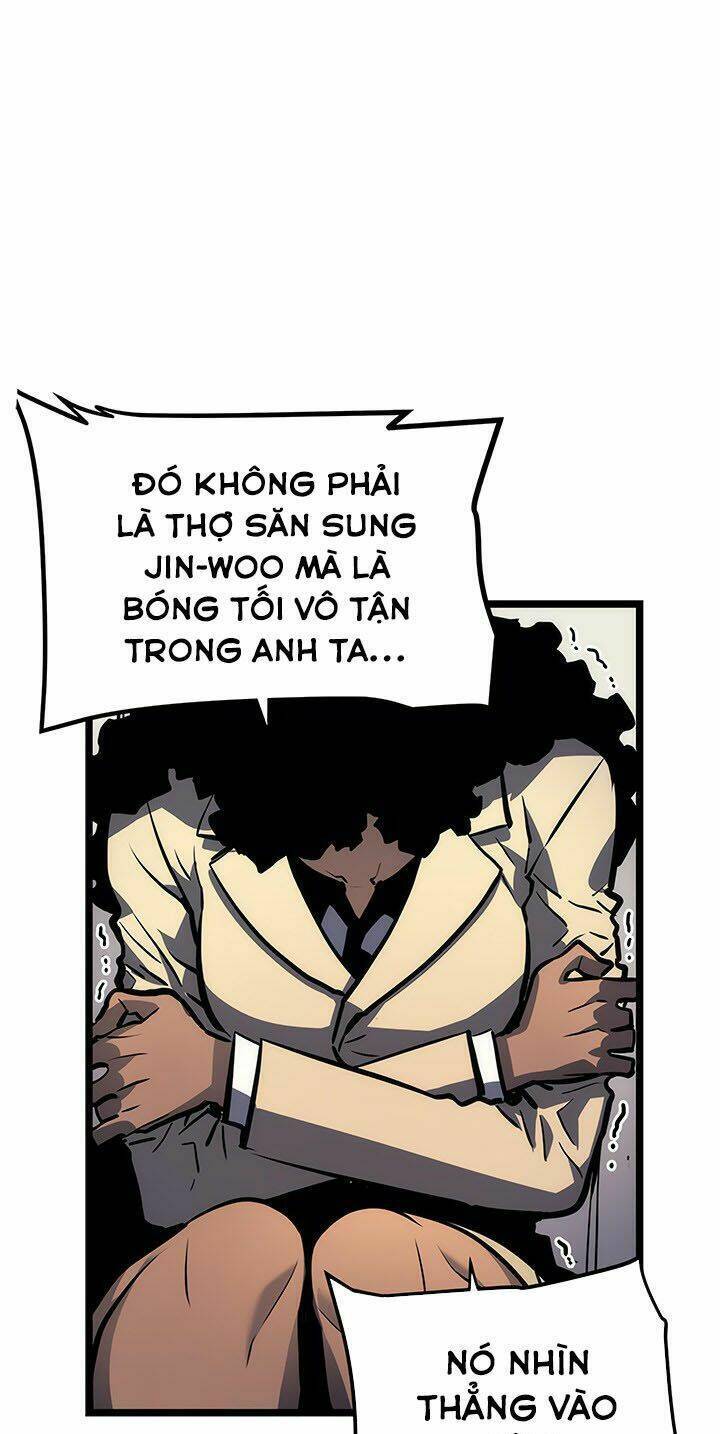 ĐÓ KHÔNG PHẢI
LÀ THỢ SĂN SUNG
JIN-WOO MÀ LÀ
BÓNG TỐI VÔ TẬN
TRONG ANH TA...
NÓ NHÌN
THẲNG VÀO